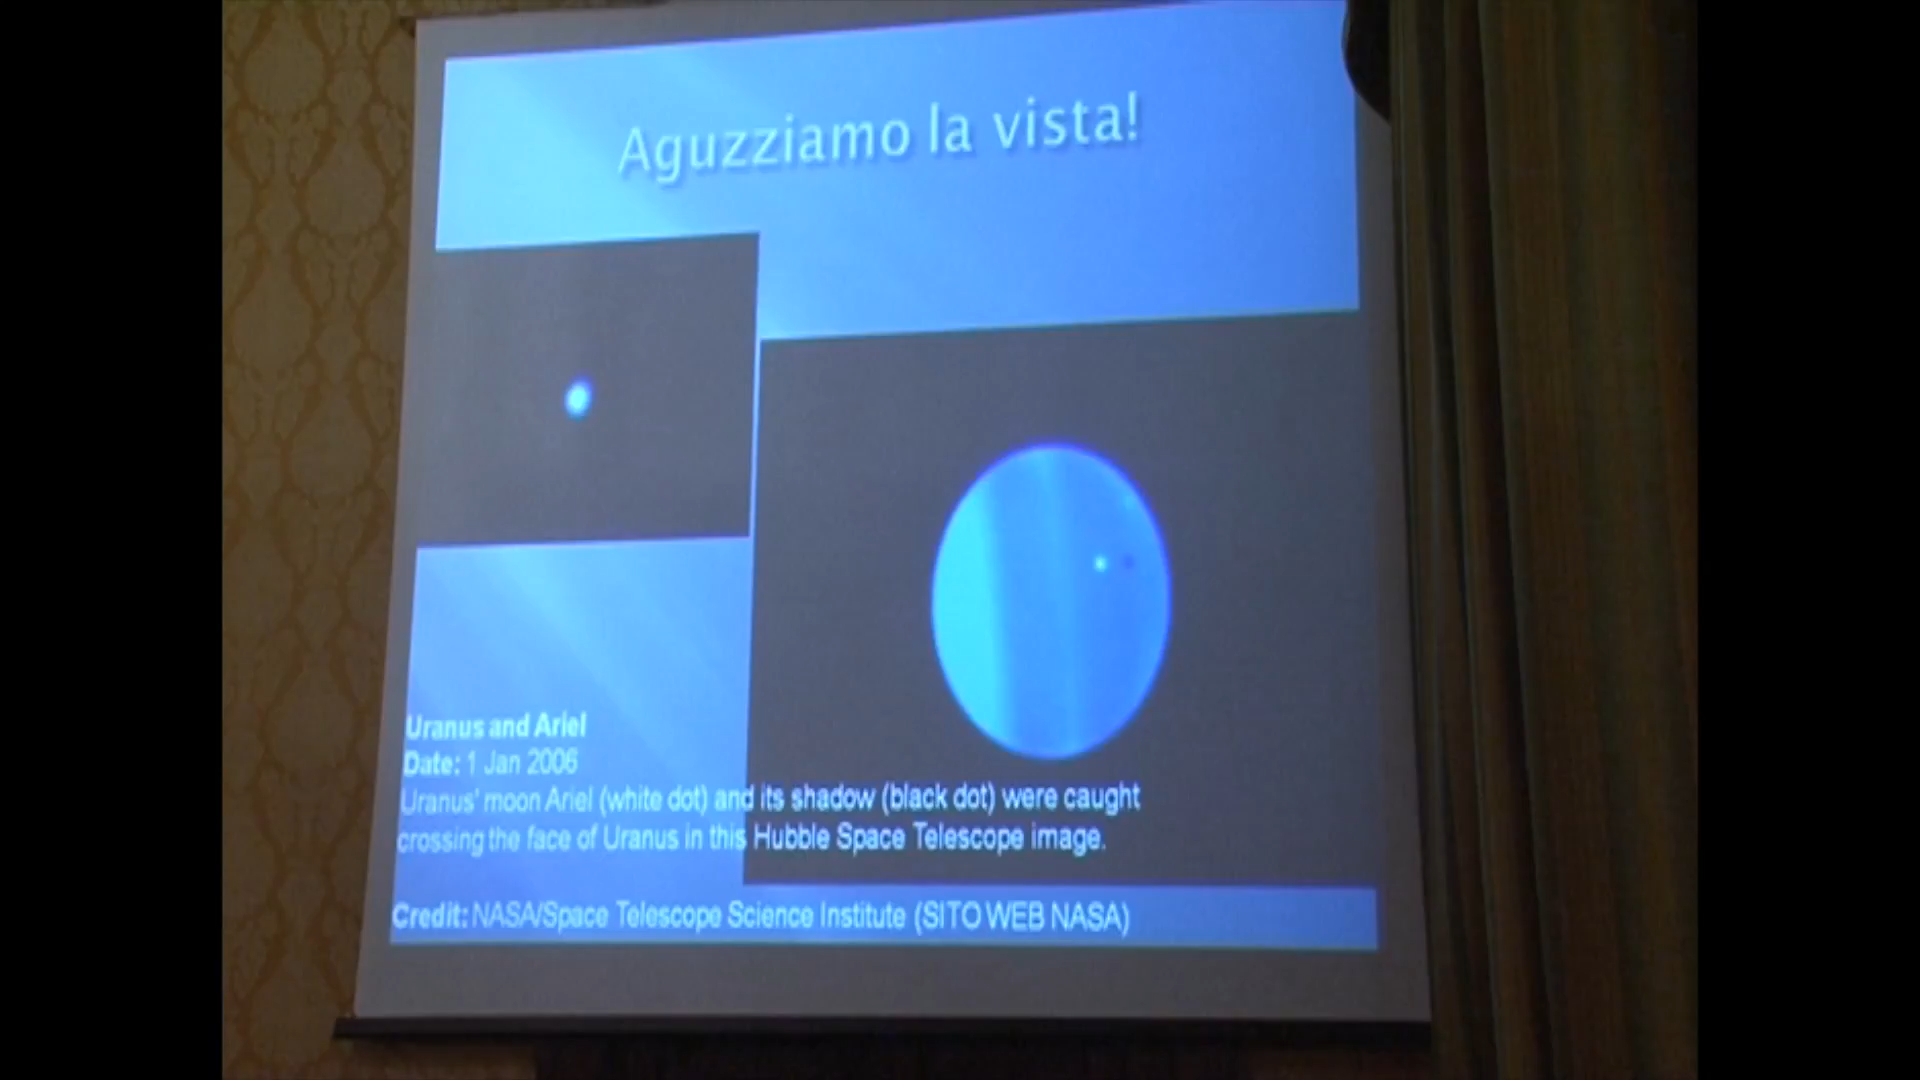 Aguzziamo la vista!
Uranus and Ariel
Date: 1 Jan 2006
Uranus' moon Ariel (white dot) and its shadow (black dot) were caught
crossing the face of Uranus in this Hubble Space Telescope image.
Credit: NASA/Space Telescope Science Institute (SITO WEB NASA)